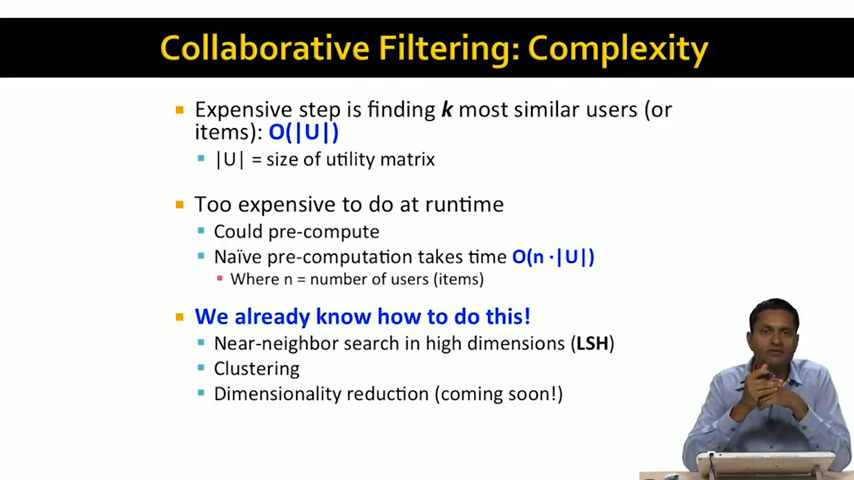 Collaborative Filtering: Complexity
Expensive step is finding k most similar users (or
items): O(|U|)
|U| = size of utility matrix
Too expensive to do at runtime
Could pre-compute
Naïve pre-computation takes time O(n ·|U|)
Where n = number of users (items)
We already know how to do this!
Near-neighbor search in high dimensions (LSH)
Clustering
Dimensionality reduction (coming soon!)